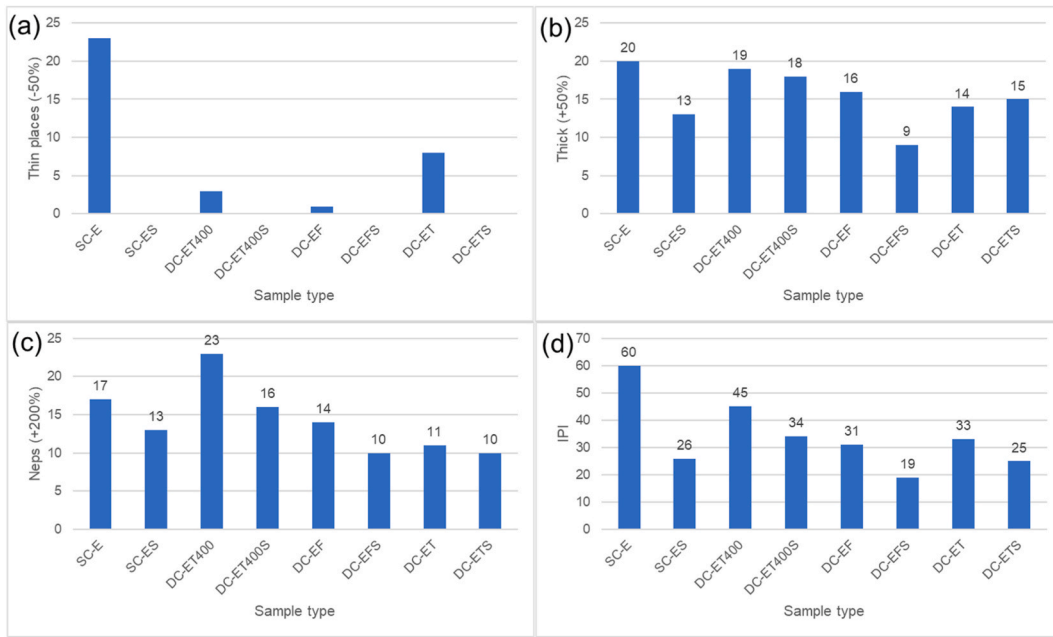 (a)
Thin places (-50%)
25
20
15
10
5
0
SC-E
SC-ES
DC-ET400
DC-ET400S
DC-EF
DC-EFS
DC-ET
DC-ETS
Sample type
(b)
Thick (+50%)
25
20
15
10
5
0
20
13
19
18
16
9
14
15
SC-E
SC-ES
DC-ET400
DC-ET400S
DC-EF
DC-EFS
DC-ET
DC-ETS
Sample type
(c)
Neps (+200%)
25
20
15
10
5
0
17
13
23
16
14
10
11
10
SC-E
SC-ES
DC-ET400
DC-ET400S
DC-EF
DC-EFS
DC-ET
DC-ETS
Sample type
(d)
IPI
70
60
50
40
30
20
10
0
60
26
45
34
31
19
33
25
SC-E
SC-ES
DC-ET400
DC-ET400S
DC-EF
DC-EFS
DC-ET
DC-ETS
Sample type